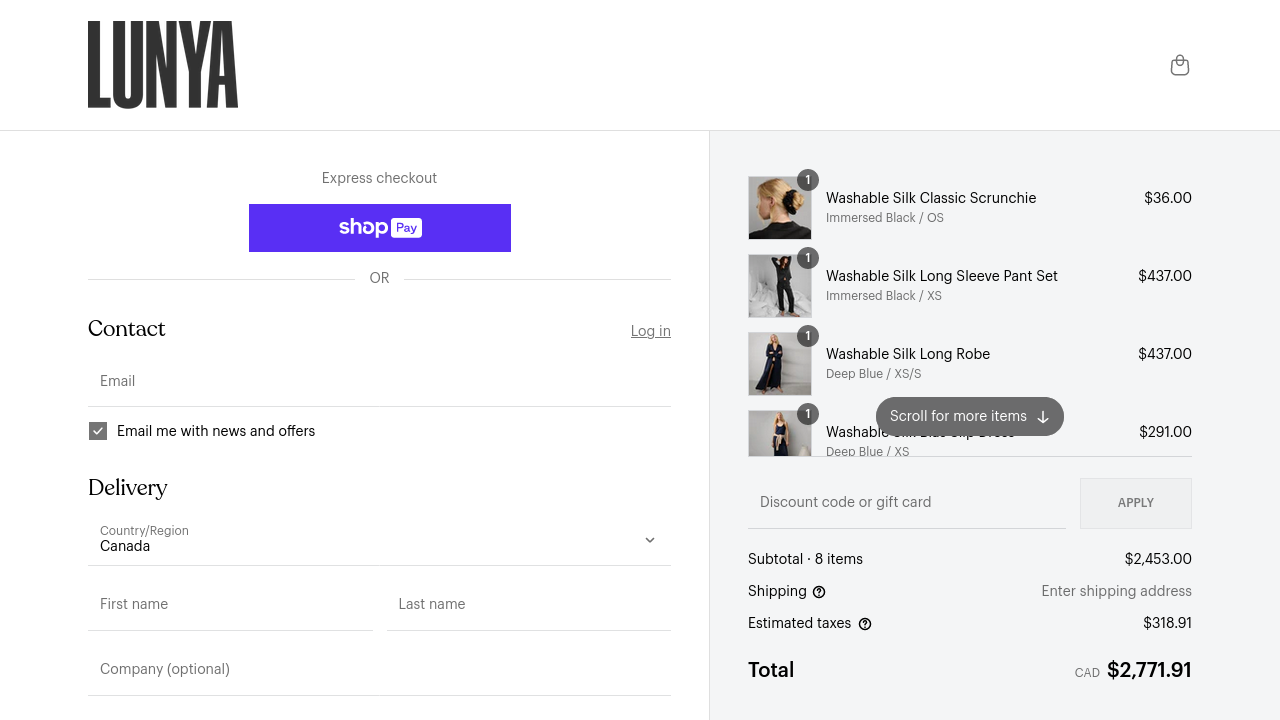 LUNYA
Express checkout
shop Pay
OR
Contact
Log in
Email
Email me with news and offers
Delivery
Country/Region
Canada
First name
Last name
Company (optional)
1
Washable Silk Classic Scrunchie
$36.00
Immersed Black / OS
1
Washable Silk Long Sleeve Pant Set
$437.00
Immersed Black / XS
1
Washable Silk Long Robe
$437.00
Deep Blue / XS/S
Scroll for more items
1
Washable Silk Bias Slip Dress
$291.00
Deep Blue / XS
Discount code or gift card
APPLY
Subtotal · 8 items
$2,453.00
Shipping
Enter shipping address
Estimated taxes
$318.91
Total
CAD $2,771.91